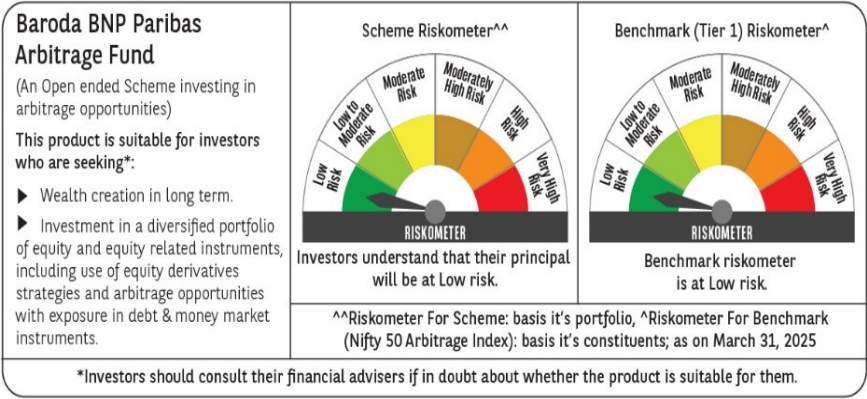 Baroda BNP Paribas
Arbitrage Fund
(An Open ended Scheme investing in
arbitrage opportunities)
This product is suitable for investors
who are seeking*:
Wealth creation in long term.
Investment in a diversified portfolio
of equity and equity related instruments,
including use of equity derivatives
strategies and arbitrage opportunities
with exposure in debt & money market
instruments.
Scheme Riskometer^^
Low
Risk
Low to
Moderate
Risk
Moderate
Risk
Moderately
High Risk
High
Risk
Very High
Risk
RISKOMETER
Investors understand that their principal
will be at Low risk.
Benchmark (Tier 1) Riskometer^
Low
Risk
Low to
Moderate
Risk
Moderate
Risk
Moderately
High Risk
High
Risk
Very High
Risk
RISKOMETER
Benchmark riskometer
is at Low risk.
^^Riskometer For Scheme: basis it's portfolio, ^Riskometer For Benchmark
(Nifty 50 Arbitrage Index): basis it's constituents; as on March 31, 2025
*Investors should consult their financial advisers if in doubt about whether the product is suitable for them.